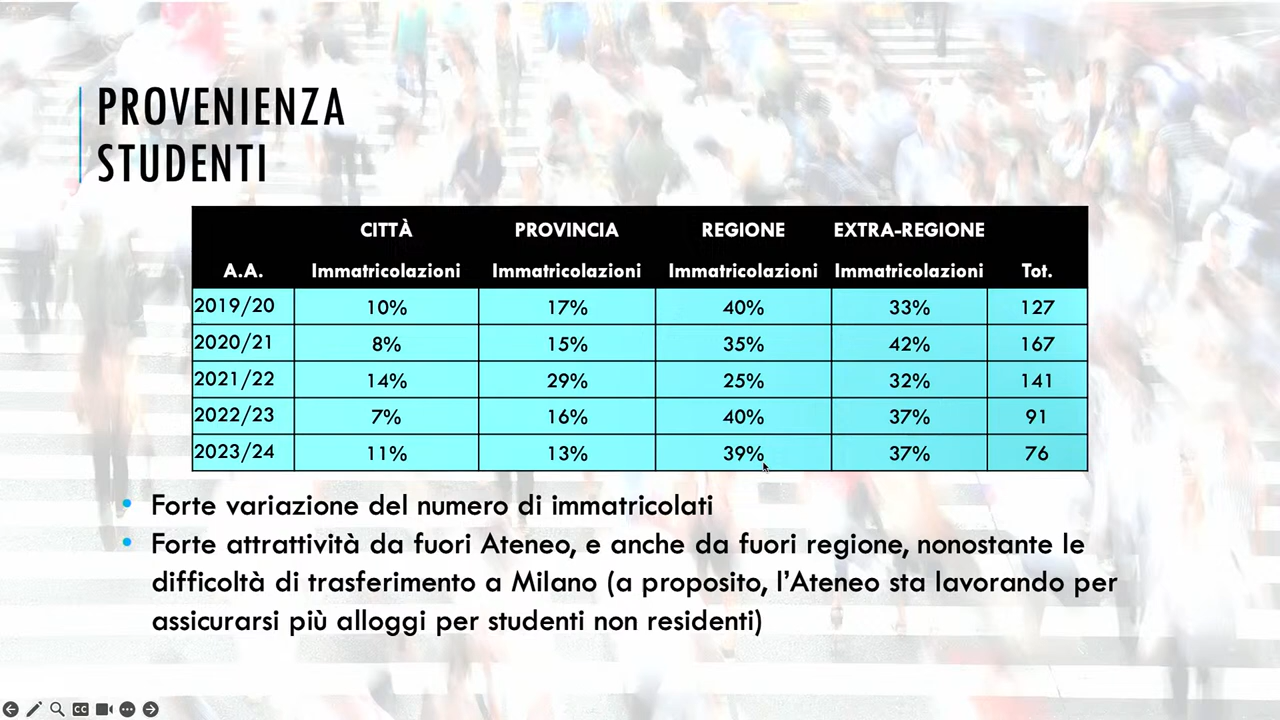 PROVENIENZA
STUDENTI
CITTÀ PROVINCIA REGIONE EXTRA-REGIONE
A.A. Immatricolazioni Immatricolazioni Immatricolazioni Immatricolazioni Tot.
2019/20 10% 17% 40% 33% 127
2020/21 8% 15% 35% 42% 167
2021/22 14% 29% 25% 32% 141
2022/23 7% 16% 40% 37% 91
2023/24 11% 13% 39% 37% 76
• Forte variazione del numero di immatricolati
• Forte attrattività da fuori Ateneo, e anche da fuori regione, nonostante le
difficoltà di trasferimento a Milano (a proposito, l’Ateneo sta lavorando per
assicurarsi più alloggi per studenti non residenti)
CC